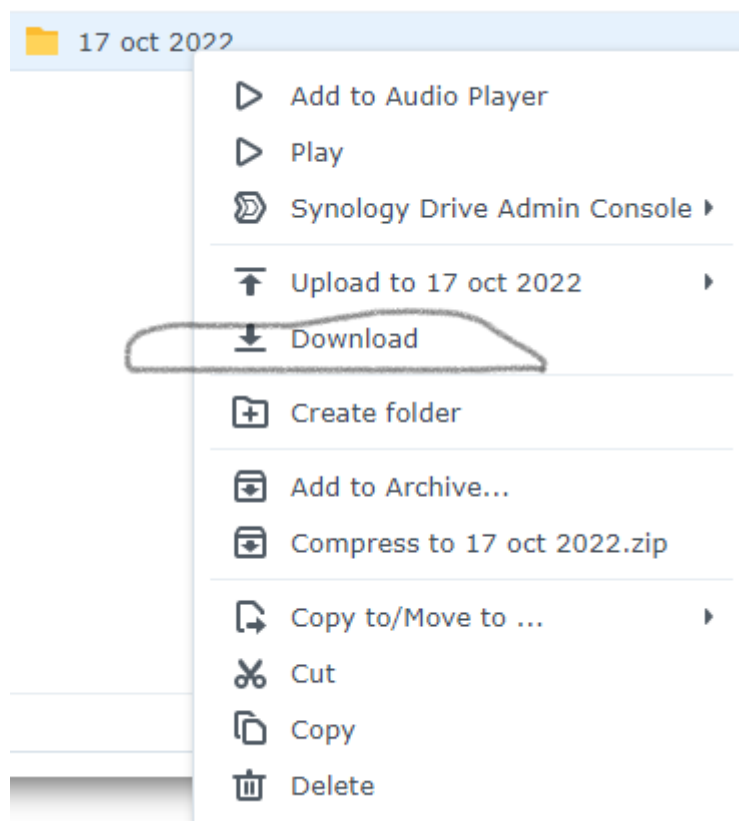 17 oct 2022
Add to Audio Player
Play
Synology Drive Admin Console
Upload to 17 oct 2022
Download
Create folder
Add to Archive...
Compress to 17 oct 2022.zip
Copy to/Move to ...
Cut
Copy
Delete